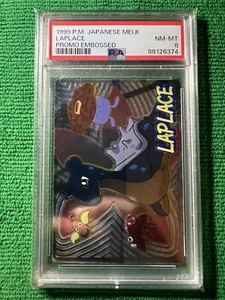 1999 P.M. JAPANESE MEIJI
LAPLACE
PROMO EMBOSSED
NM-MT
8
PSA
88126374
LAPLACE